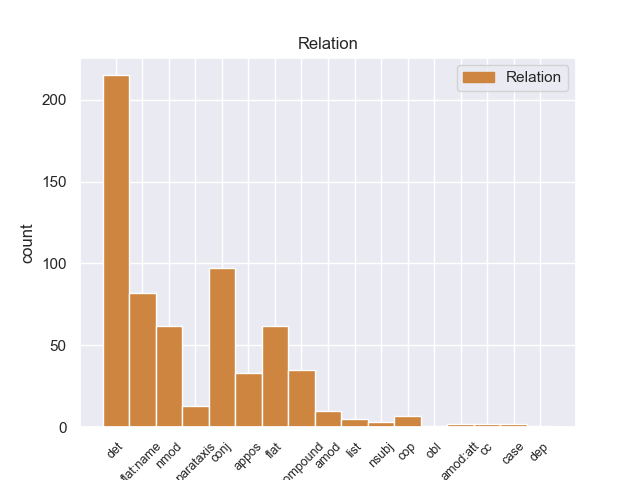 Relation
Relation
count
200
150
100
50
0
det
flat:name
nmod
parataxis
conj
appos
flat
ompound
amod
list
nsubj
cop
obl
amod:att
cc
case
dep